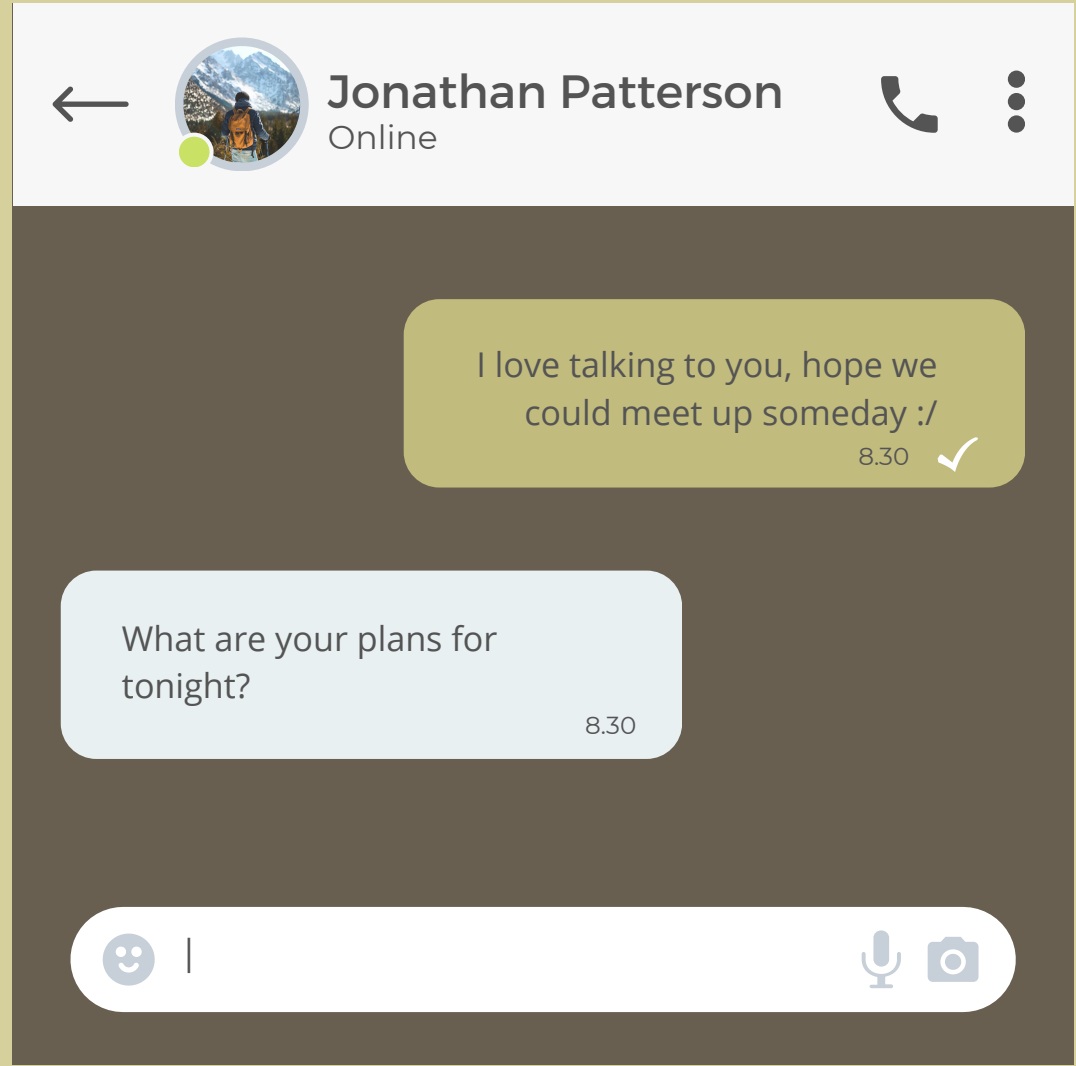 Jonathan Patterson
Online
I love talking to you, hope we
could meet up someday :/
8.30
What are your plans for
tonight?
8.30